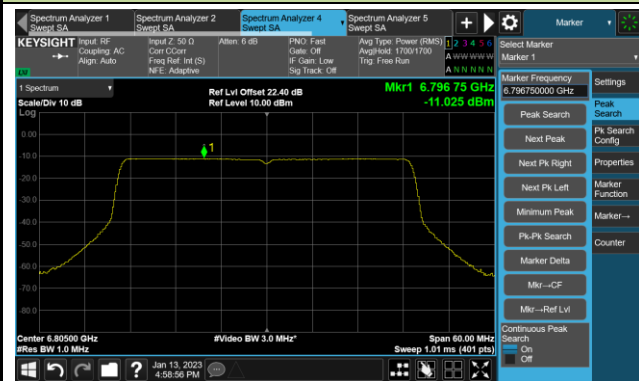 Spectrum Analyzer 1
Swept SA
Spectrum Analyzer 2
Swept SA
Spectrum Analyzer 4
Swept SA
Spectrum Analyzer 5
Swept SA
Marker
KEYSIGHT
Input: RF
Coupling: AC
Align: Auto
Input Z: 50 Ω
Corr CCorr
Freq Ref: Int (S)
NFE: Adaptive
Atten: 6 dB
PNO: Fast
Gate: Off
IF Gain: Low
Sig Track: Off
Avg Type: Power (RMS)
Avg|Hold: 1700/1700
Trig: Free Run
1 2 3 4 5 6
A W W W W W
A N N N N N
Select Marker
Marker 1
1 Spectrum
Scale/Div 10 dB
Log
Ref Lvl Offset 22.40 dB
Ref Level 10.00 dBm
Mkr1 6.796 75 GHz
-11.025 dBm
0.00
-10.0
-20.0
-30.0
-40.0
-50.0
-60.0
-70.0
-80.0
1
Center 6.80500 GHz
#Res BW 1.0 MHz
#Video BW 3.0 MHz*
Span 60.00 MHz
Sweep 1.01 ms (401 pts)
Marker Frequency
6.796750000 GHz
Peak Search
Next Peak
Next Pk Right
Next Pk Left
Minimum Peak
Pk-Pk Search
Marker Delta
Mkr→CF
Mkr→Ref Lvl
Continuous Peak
Search
On
Off
Settings
Peak
Search
Pk Search
Config
Properties
Marker
Function
Marker→
Counter
Jan 13, 2023
4:58:56 PM